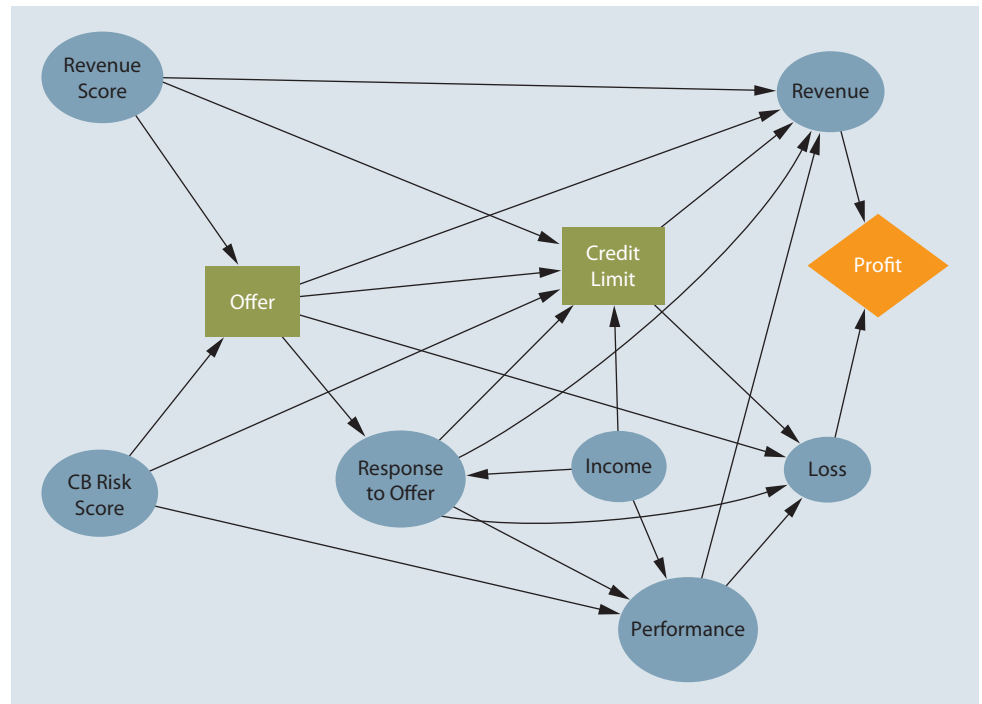 Revenue
Score
Revenue
Credit
Limit
Profit
Offer
CB Risk
Score
Response
to Offer
Income
Loss
Performance